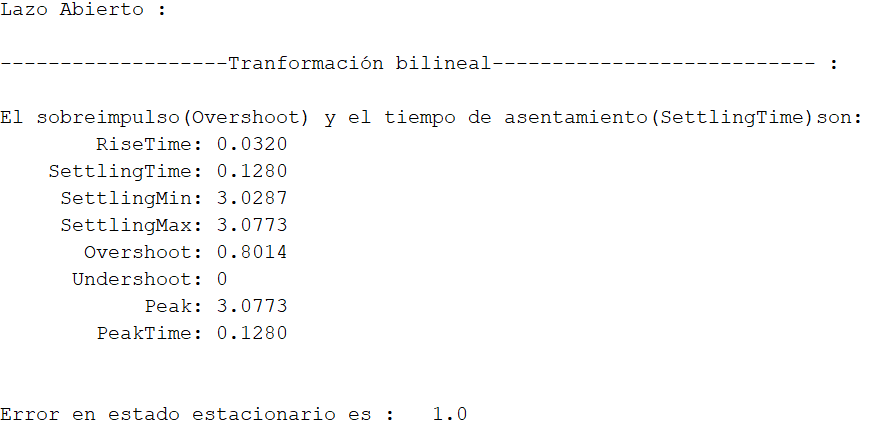 Lazo Abierto :
-------------------Tranformación bilineal--------------------------- :
El sobreimpulso(Overshoot) y el tiempo de asentamiento(SettlingTime)son:
RiseTime: 0.0320
SettlingTime: 0.1280
SettlingMin: 3.0287
SettlingMax: 3.0773
Overshoot: 0.8014
Undershoot: 0
Peak: 3.0773
PeakTime: 0.1280
Error en estado estacionario es :   1.0